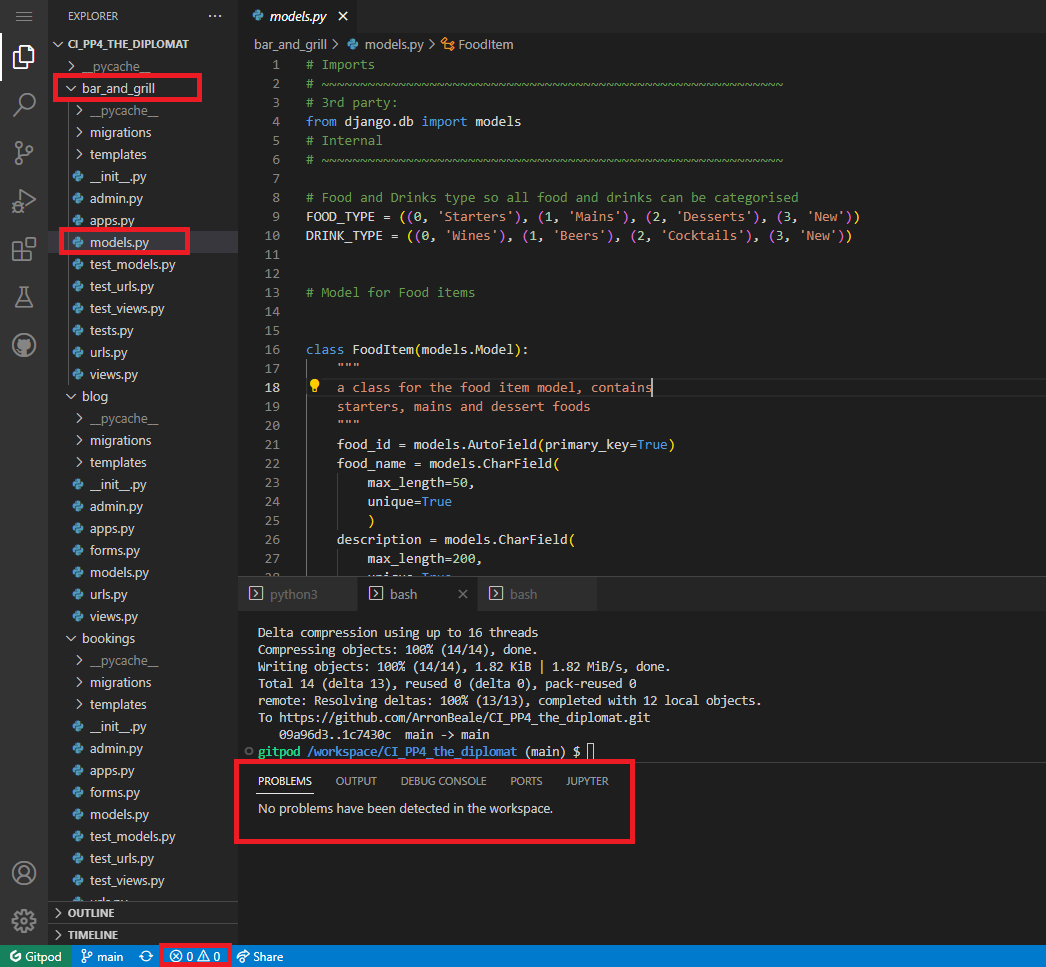 EXPLORER
CI_PP4_THE_DIPLOMAT
__pycache__
bar_and_grill
__pycache__
migrations
templates
__init__.py
admin.py
apps.py
models.py
test_models.py
test_urls.py
test_views.py
tests.py
urls.py
views.py
blog
__pycache__
migrations
templates
__init__.py
admin.py
apps.py
forms.py
models.py
urls.py
views.py
bookings
__pycache__
migrations
templates
__init__.py
admin.py
apps.py
forms.py
models.py
test_models.py
test_urls.py
test_views.py
urls.py
OUTLINE
TIMELINE
models.py
bar_and_grill > models.py > FoodItem
1 # Imports
2 # ~~~~~~~~~~~~~~~~~~~~~~~~~~~~~~~~~~~~~~~~~~~~~~~~~~~~~~~~~~~~
3 # 3rd party:
4 from django.db import models
5 # Internal
6 # ~~~~~~~~~~~~~~~~~~~~~~~~~~~~~~~~~~~~~~~~~~~~~~~~~~~~~~~~~~~~
7
8 # Food and Drinks type so all food and drinks can be categorised
9 FOOD_TYPE = ((0, 'Starters'), (1, 'Mains'), (2, 'Desserts'), (3, 'New'))
10 DRINK_TYPE = ((0, 'Wines'), (1, 'Beers'), (2, 'Cocktails'), (3, 'New'))
11
12
13 # Model for Food items
14
15
16 class FoodItem(models.Model):
17 """
18 a class for the food item model, contains
19 starters, mains and dessert foods
20 """
21 food_id = models.AutoField(primary_key=True)
22 food_name = models.CharField(
23 max_length=50,
24 unique=True
25 )
26 description = models.CharField(
27 max_length=200,
28 unique=True
python3
bash
bash
Delta compression using up to 16 threads
Compressing objects: 100% (14/14), done.
Writing objects: 100% (14/14), 1.82 KiB | 1.82 MiB/s, done.
Total 14 (delta 13), reused 0 (delta 0), pack-reused 0
remote: Resolving deltas: 100% (13/13), completed with 12 local objects.
To https://github.com/ArronBeale/CI_PP4_the_diplomat.git
09a96d3..1c7430c main -> main
gitpod /workspace/CI_PP4_the_diplomat (main) $
PROBLEMS OUTPUT DEBUG CONSOLE PORTS JUPYTER
No problems have been detected in the workspace.
Gitpod main 0 0 Share